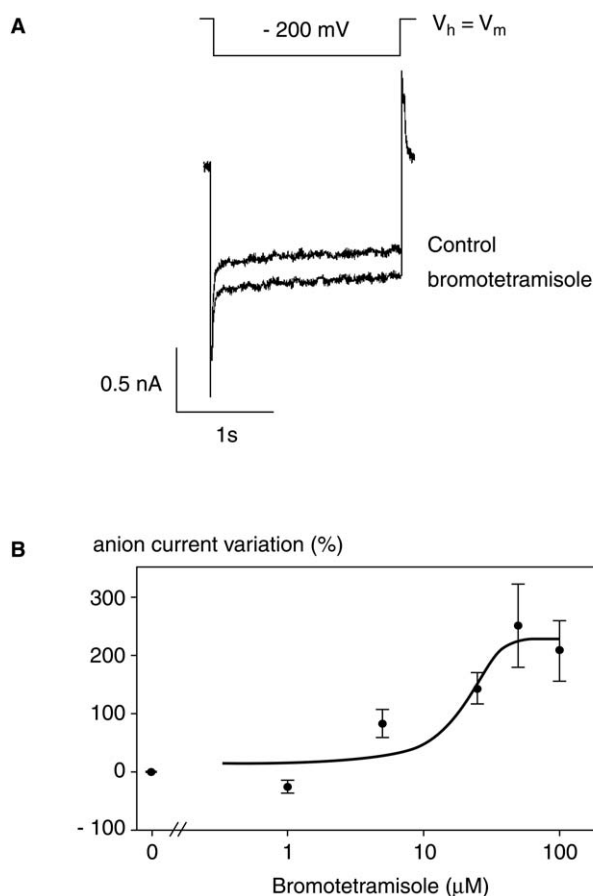 A
- 200 mV
V_h = V_m
Control
bromotetramisole
0.5 nA
1s
B
anion current variation (%)
300
200
100
0
- 100
0 1 10 100
Bromotetramisole (μM)